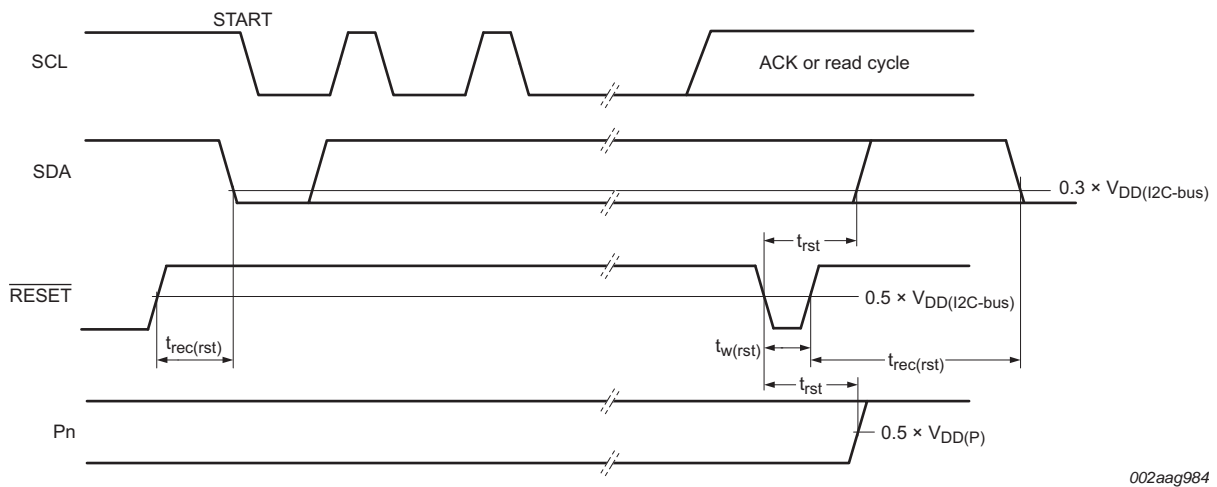 START
SCL
ACK or read cycle
SDA
0.3 × VDD(I2C-bus)
trst
RESET
0.5 × VDD(I2C-bus)
trec(rst)
tw(rst)
trec(rst)
trst
Pn
0.5 × VDD(P)
002aag984